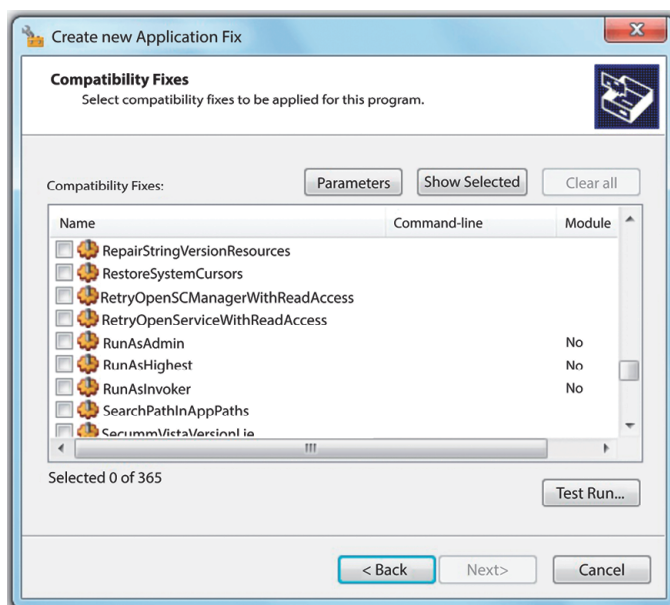 Create new Application Fix
Compatibility Fixes
Select compatibility fixes to be applied for this program.
Compatibility Fixes:
Parameters
Show Selected
Clear all
Name Command-line Module
RepairStringVersionResources
RestoreSystemCursors
RetryOpenSCManagerWithReadAccess
RetryOpenServiceWithReadAccess
RunAsAdmin No
RunAsHighest No
RunAsInvoker No
SearchPathInAppPaths
SecummVistaVersionLie
Selected 0 of 365
Test Run...
< Back
Next>
Cancel